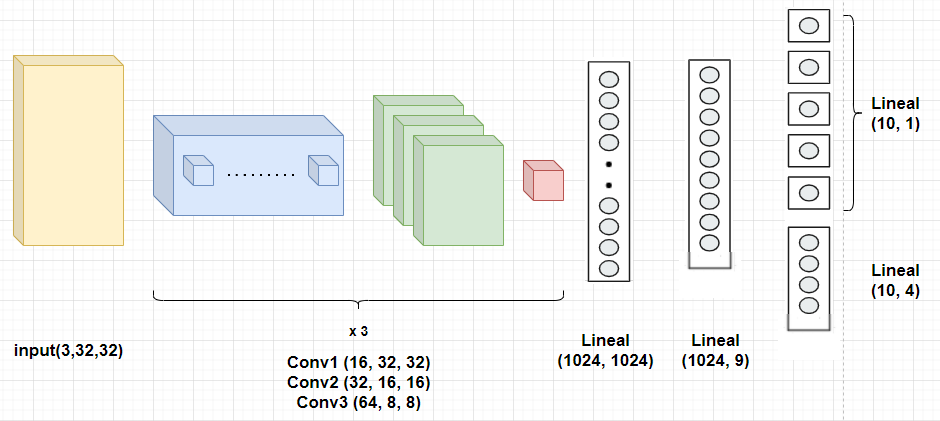 input(3,32,32)
x 3
Conv1 (16, 32, 32)
Conv2 (32, 16, 16)
Conv3 (64, 8, 8)
Lineal
(1024, 1024)
Lineal
(1024, 9)
Lineal
(10, 1)
Lineal
(10, 4)